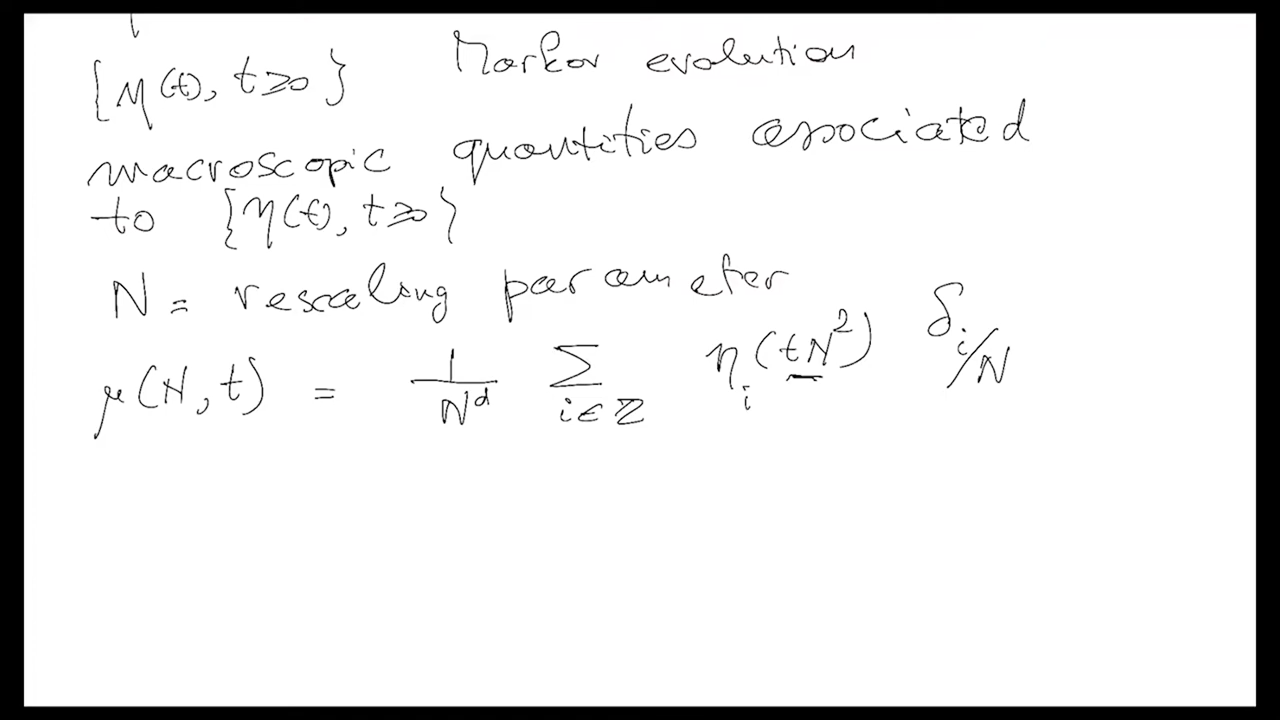 {η(t), t≥0} Markov evolution
macroscopic quantities associated
to {η(t), t≥0}
N = rescaling parameter
μ(N, t) = 1/N^d ∑_{i∈ℤ} η_i(tN²) δ_{i/N}